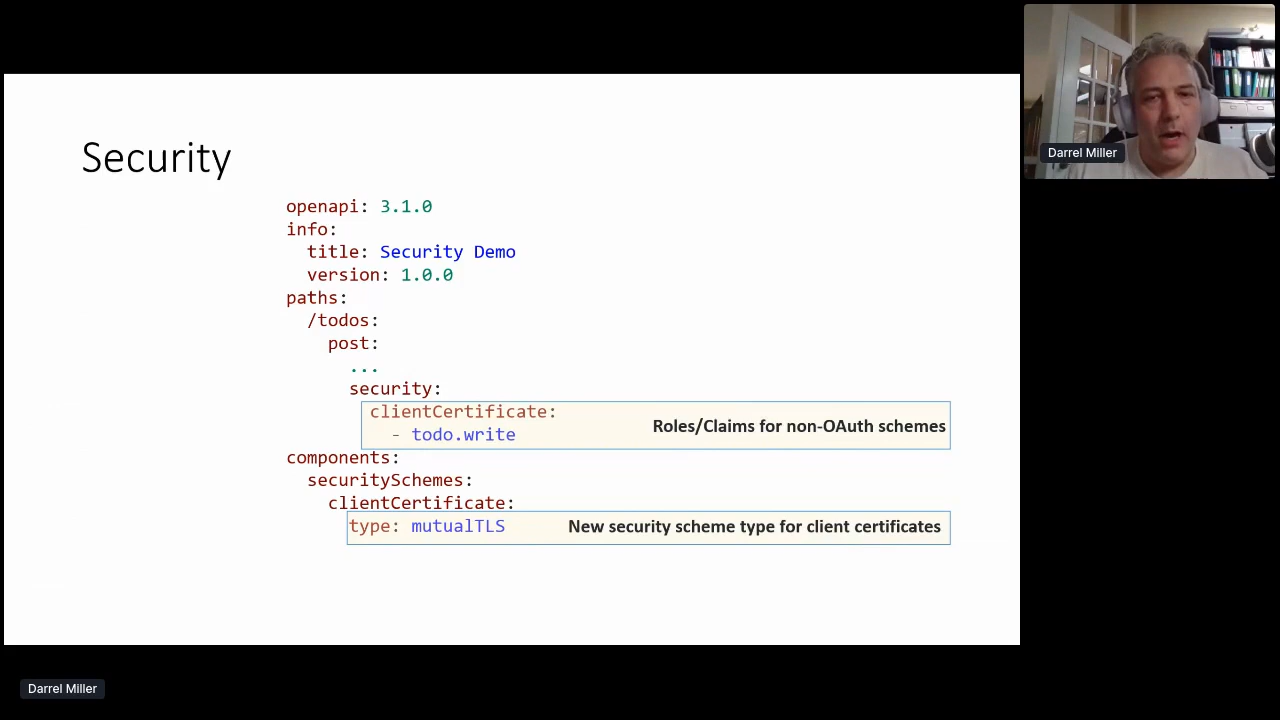 Security
openapi: 3.1.0
info:
title: Security Demo
version: 1.0.0
paths:
/todos:
post:
...
security:
clientCertificate:
- todo.write
Roles/Claims for non-OAuth schemes
components:
securitySchemes:
clientCertificate:
type: mutualTLS
New security scheme type for client certificates
Darrel Miller
Darrel Miller